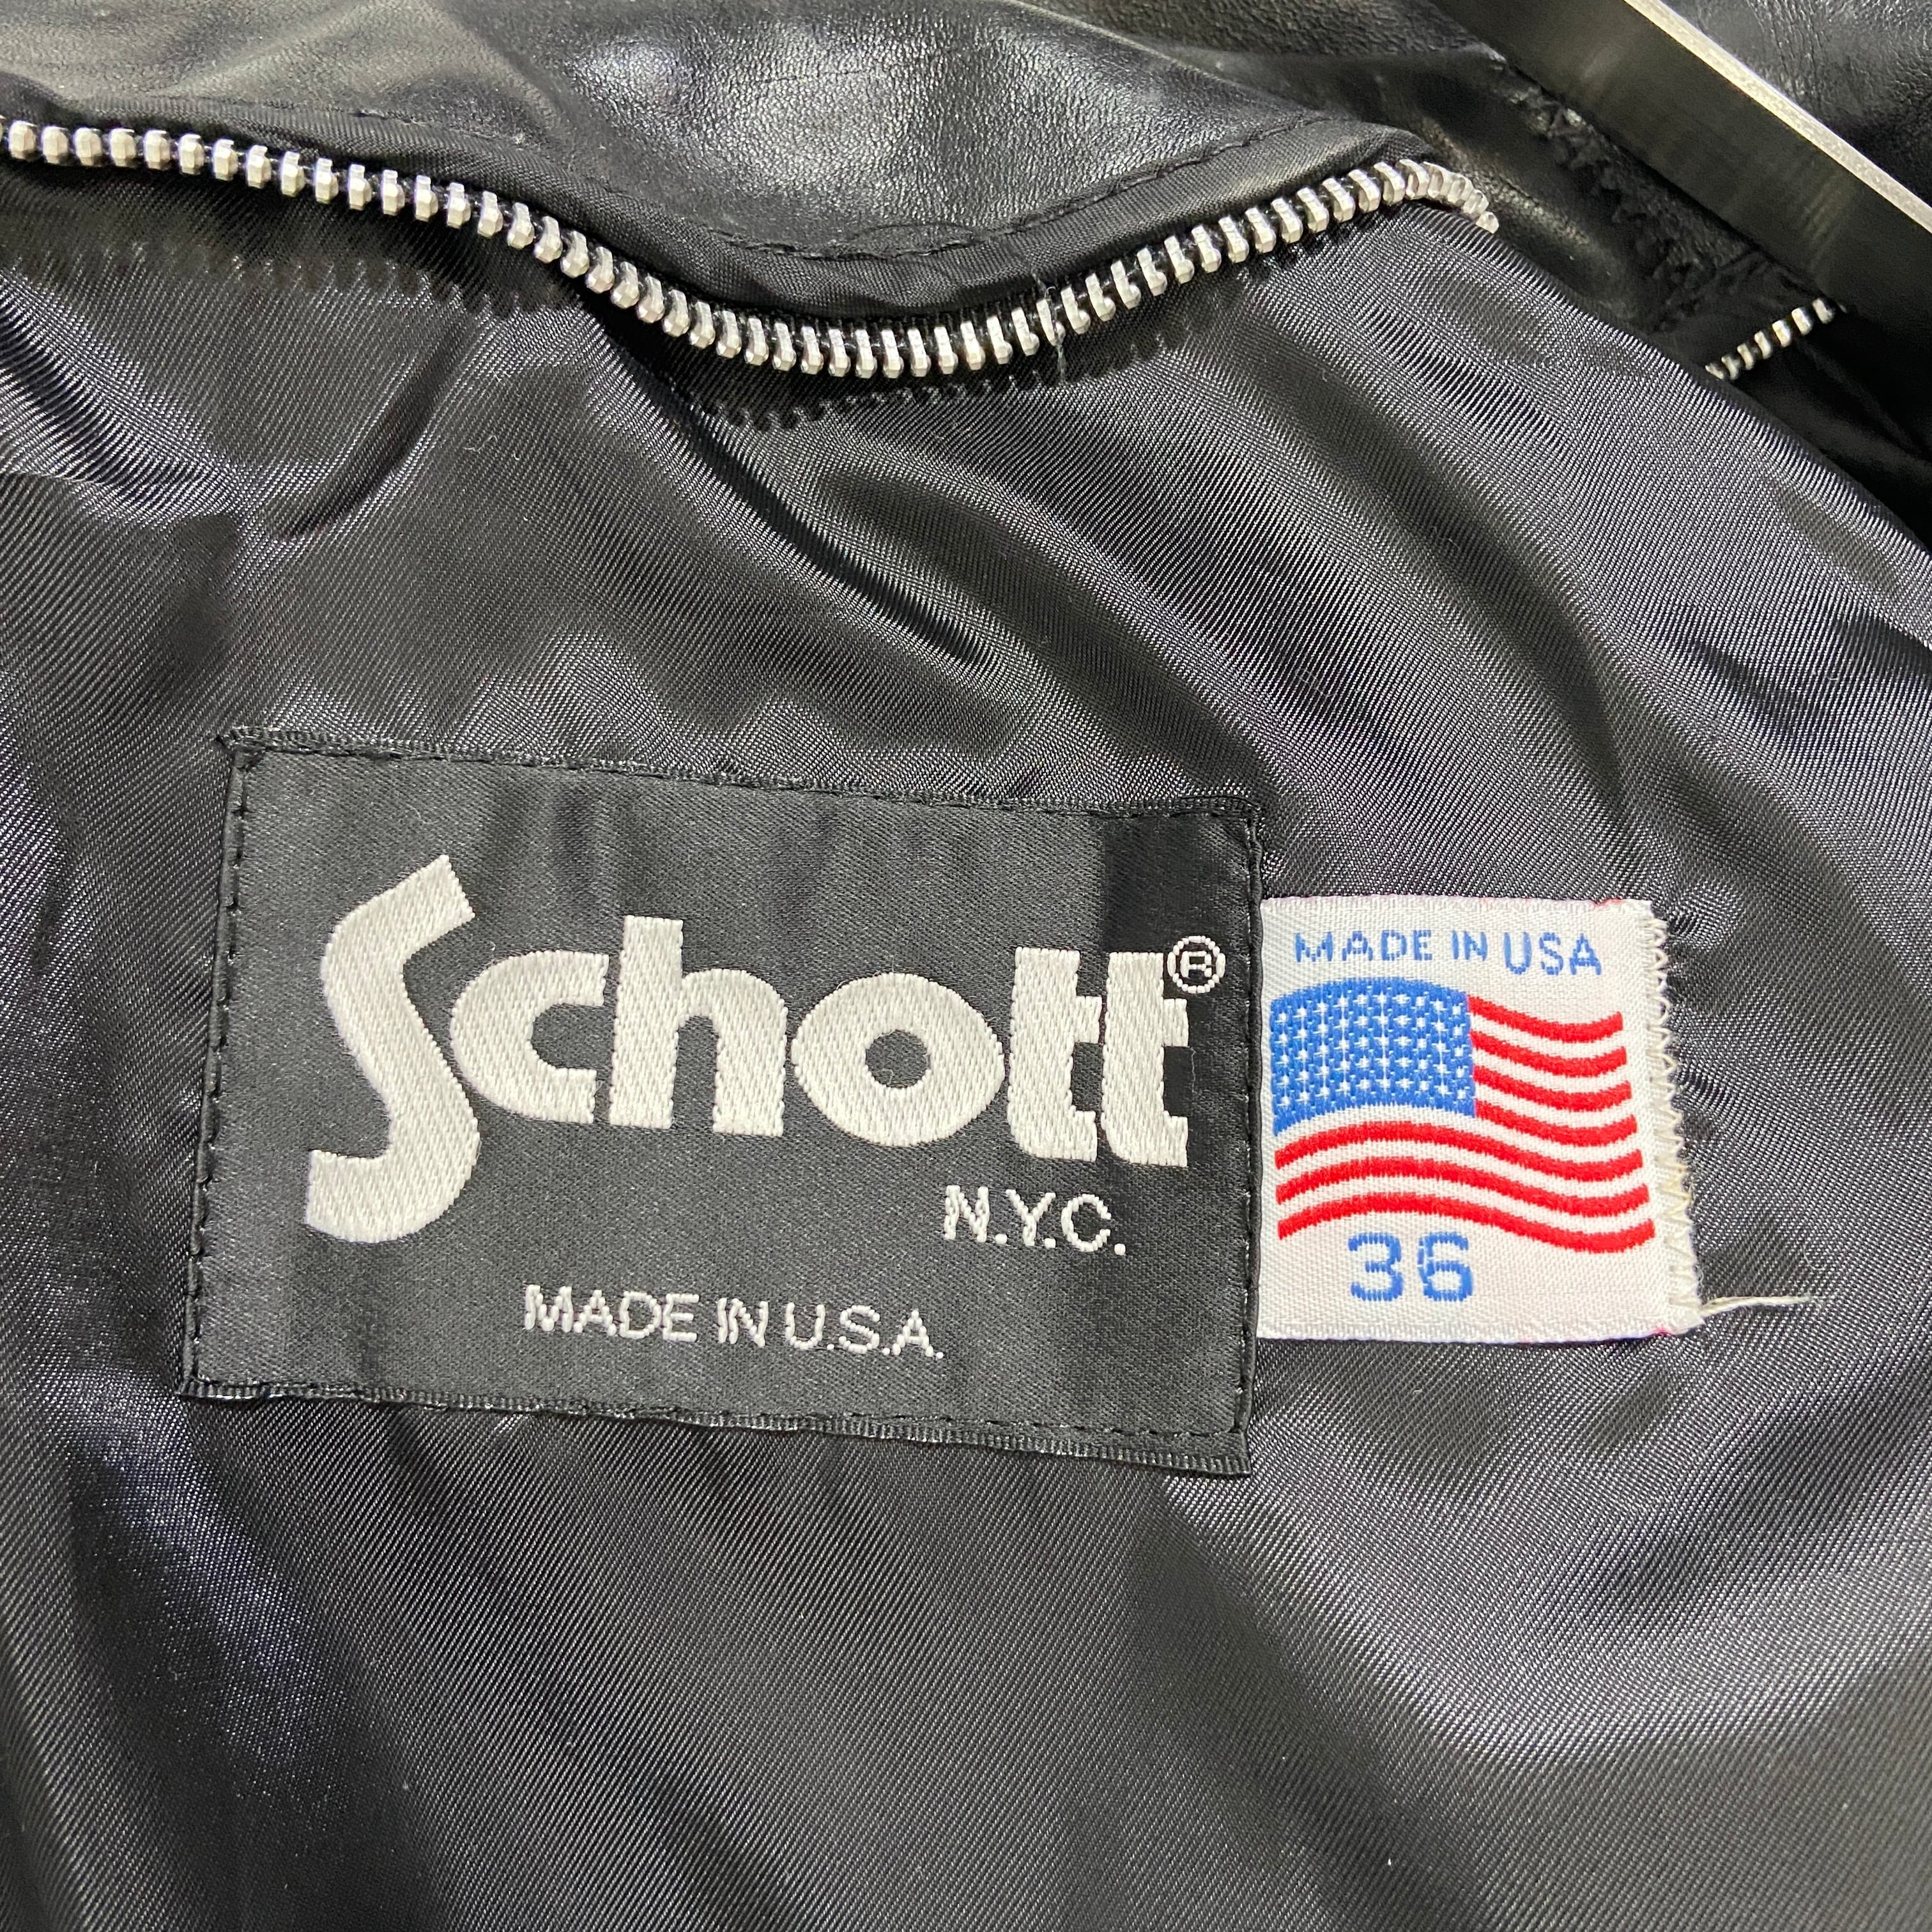 Schott®
N.Y.C.
MADE IN U.S.A.
MADE IN USA
36